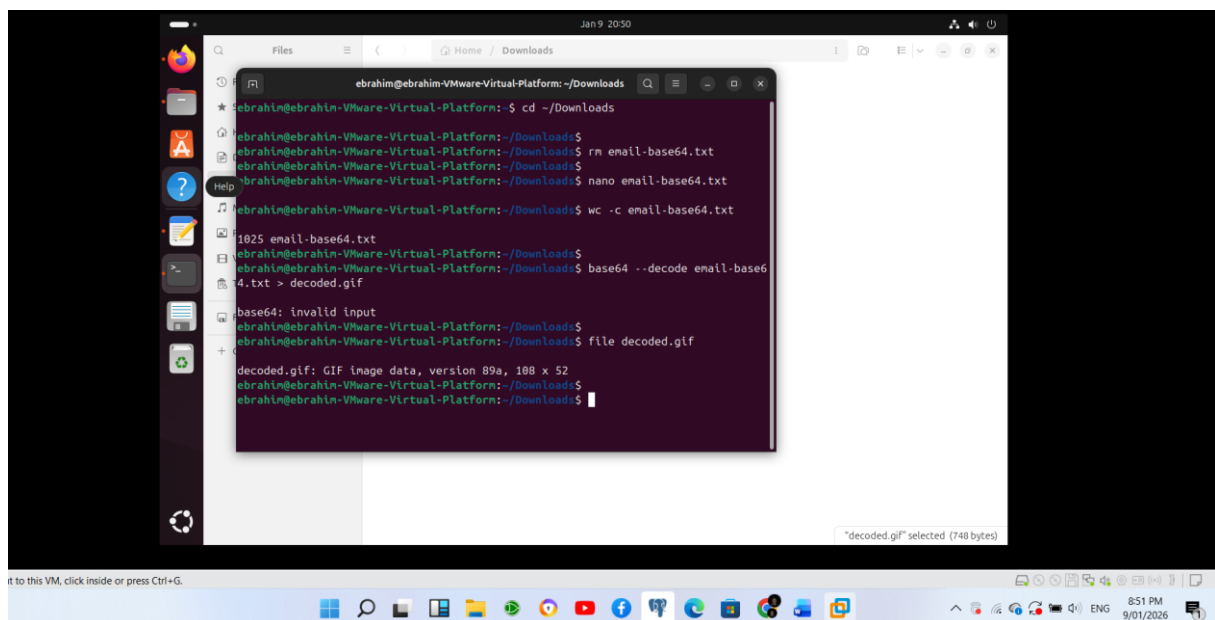 Jan 9 20:50
Files
Home / Downloads
ebrahim@ebrahim-VMware-Virtual-Platform: ~/Downloads
ebrahim@ebrahim-VMware-Virtual-Platform:~$ cd ~/Downloads
ebrahim@ebrahim-VMware-Virtual-Platform:~/Downloads$
ebrahim@ebrahim-VMware-Virtual-Platform:~/Downloads$ rm email-base64.txt
ebrahim@ebrahim-VMware-Virtual-Platform:~/Downloads$
ebrahim@ebrahim-VMware-Virtual-Platform:~/Downloads$ nano email-base64.txt
Help
ebrahim@ebrahim-VMware-Virtual-Platform:~/Downloads$ wc -c email-base64.txt
1025 email-base64.txt
ebrahim@ebrahim-VMware-Virtual-Platform:~/Downloads$
ebrahim@ebrahim-VMware-Virtual-Platform:~/Downloads$ base64 --decode email-base6
4.txt > decoded.gif
base64: invalid input
ebrahim@ebrahim-VMware-Virtual-Platform:~/Downloads$
ebrahim@ebrahim-VMware-Virtual-Platform:~/Downloads$ file decoded.gif
decoded.gif: GIF image data, version 89a, 108 x 52
ebrahim@ebrahim-VMware-Virtual-Platform:~/Downloads$
ebrahim@ebrahim-VMware-Virtual-Platform:~/Downloads$
"decoded.gif" selected (748 bytes)
t to this VM, click inside or press Ctrl+G.
ENG
8:51 PM
9/01/2026